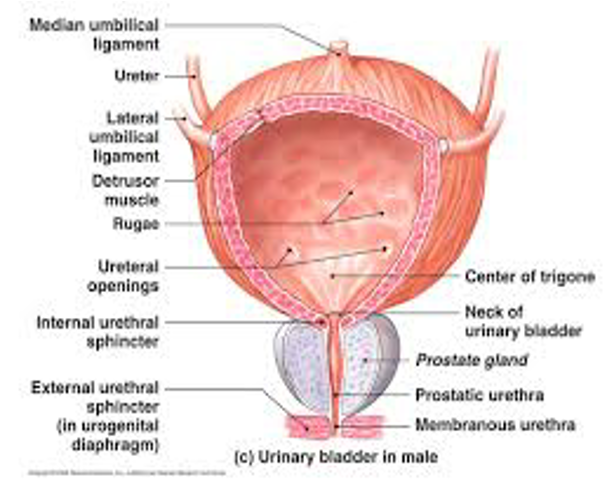 Median umbilical
ligament
Ureter
Lateral
umbilical
ligament
Detrusor
muscle
Rugae
Ureteral
openings
Internal urethral
sphincter
External urethral
sphincter
(in urogenital
diaphragm)
Center of trigone
Neck of
urinary bladder
Prostate gland
Prostatic urethra
Membranous urethra
(c) Urinary bladder in male